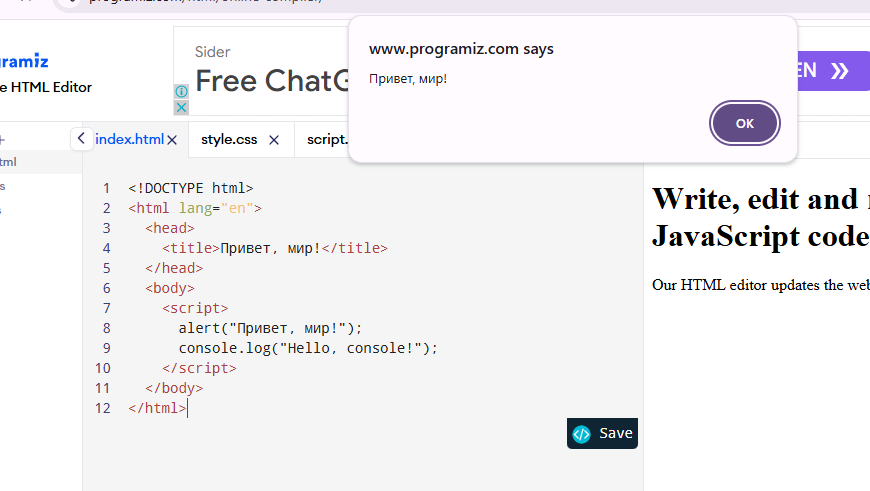 www.programiz.com says
Привет, мир!
OK
Sider
Free ChatG
EN
e HTML Editor
index.html
style.css
script.
Save
1 <!DOCTYPE html>
2 <html lang="en">
3 <head>
4 <title>Привет, мир!</title>
5 </head>
6 <body>
7 <script>
8 alert("Привет, мир!");
9 console.log("Hello, console!");
10 </script>
11 </body>
12 </html>
Write, edit and
JavaScript code
Our HTML editor updates the web